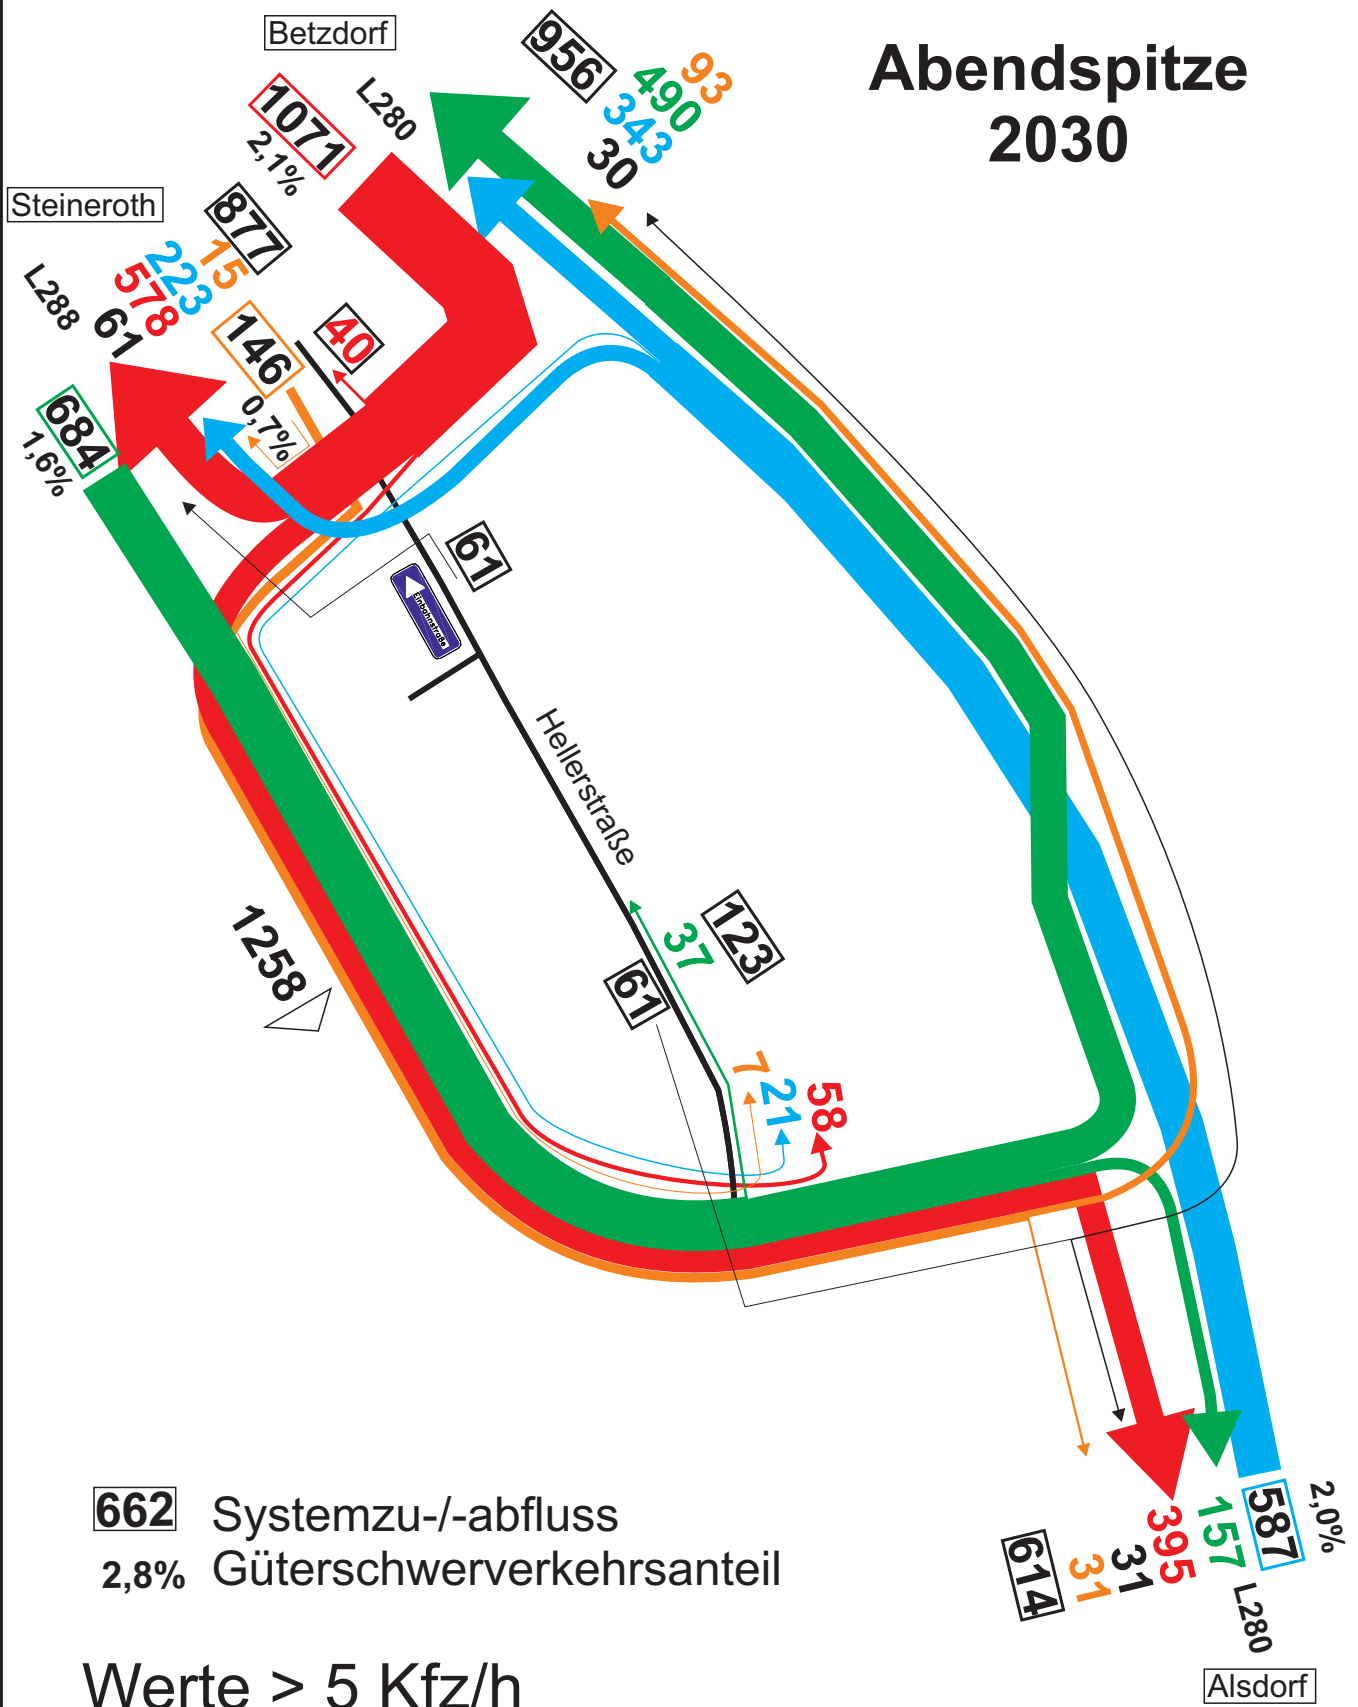 Betzdorf
L280
1071
2,1%
956
93
490
343
30
Abendspitze
2030
Steineroth
L288
877
15
223
578
61
146
0,7%
40
684
1,6%
61
Einbahnstraße
Hellerstraße
1258
37
123
61
7
21
58
662 Systemzu-/-abfluss
2,8% Güterschwerverkehrsanteil
Werte > 5 Kfz/h
614
31
31
395
157
587
2,0%
L280
Alsdorf